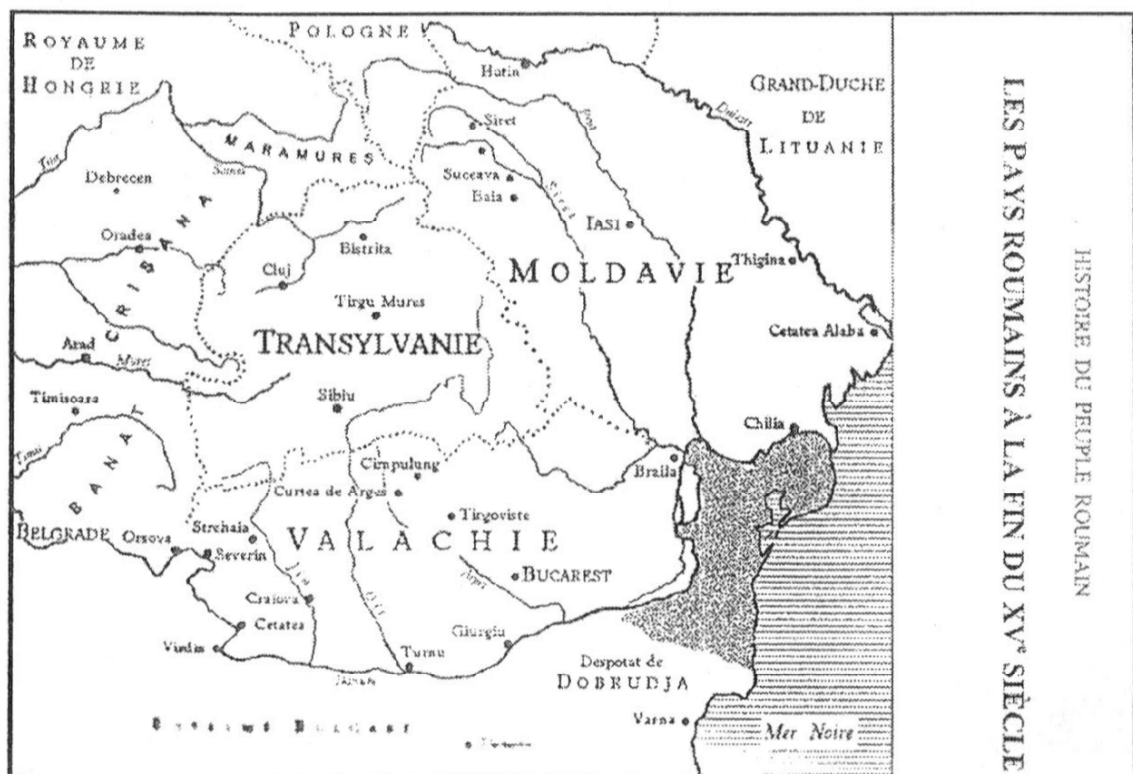 POLOGNE
ROYAUME
DE
HONGRIE
GRAND-DUCHE
DE
LITUANIE
Hotin
Siret
MARAMURES
Debrecen
Suceava
Baia
Siret
IASI
CRISANA
Oradea
Bistrita
Cluj
MOLDAVIE
Thigina
Tirgu Mures
Cetatea Alaba
TRANSYLVANIE
Arad
Mures
Timisoara
Sibiu
Chilia
BANAT
Braila
Cimpulung
Curtea de Arges
BELGRADE
Orsova
Strehaia
Severin
Tirgoviste
VALACHIE
BUCAREST
Craiova
Cetatea
Giurgiu
Turnu
Despotat de
DOBRUDJA
Varna
Mer Noire
LES PAYS ROUMAINS À LA FIN DU XVe SIÈCLE
HISTOIRE DU PEUPLE ROUMAIN